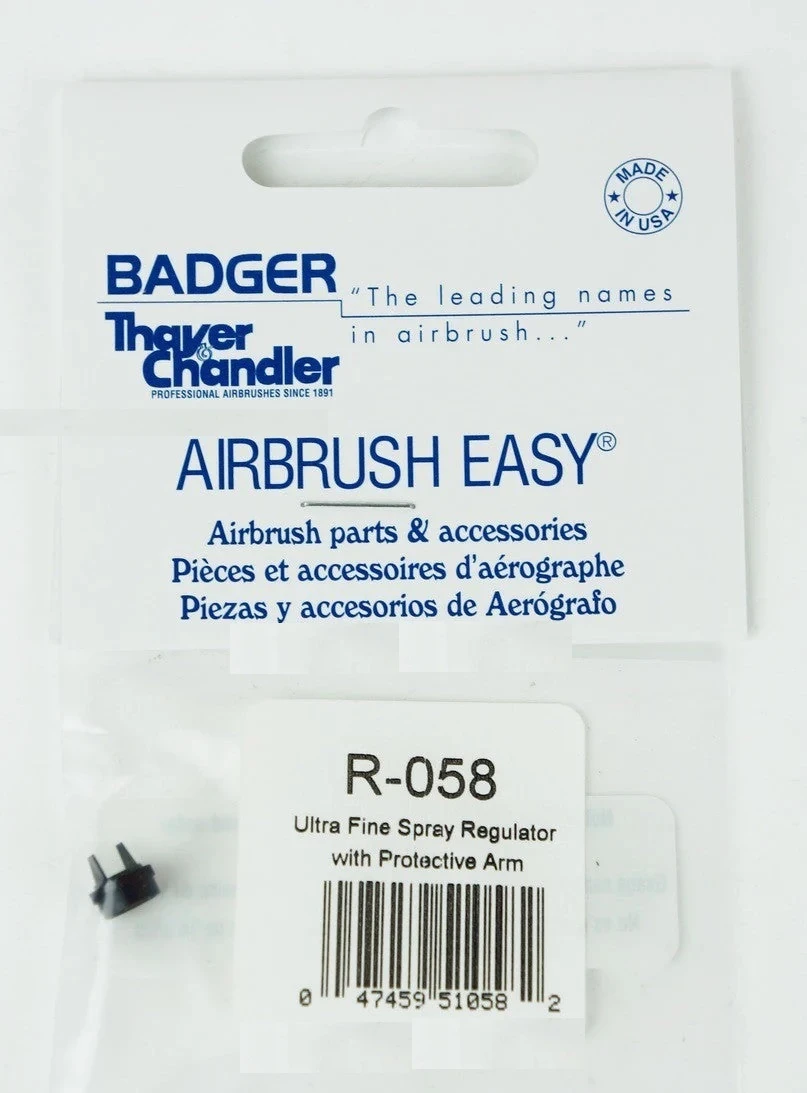 MADE
IN USA
BADGER
"The leading names
in airbrush..."
Thayer & Chandler
PROFESSIONAL AIRBRUSHES SINCE 1891
AIRBRUSH EASY®
Airbrush parts & accessories
Pièces et accessoires d'aérographe
Piezas y accesorios de Aerógrafo
R-058
Ultra Fine Spray Regulator
with Protective Arm
0 47459 51058 2